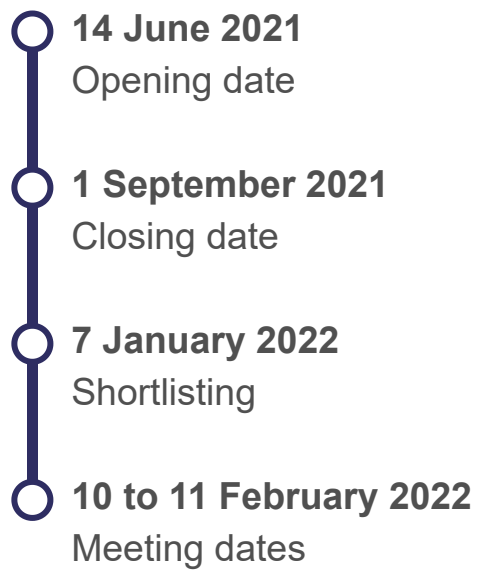 14 June 2021
Opening date
1 September 2021
Closing date
7 January 2022
Shortlisting
10 to 11 February 2022
Meeting dates